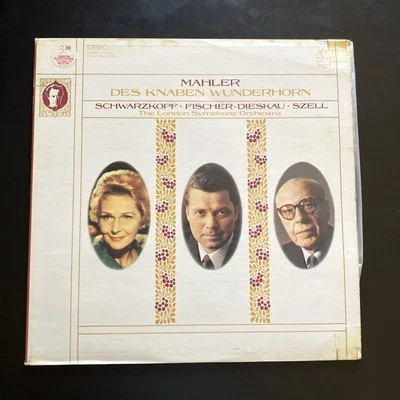 STEREO
MAHLER
DES KNABEN WUNDERHORN
SCHWARZKOPF · FISCHER-DIESKAU · SZELL
The London Symphony Orchestra